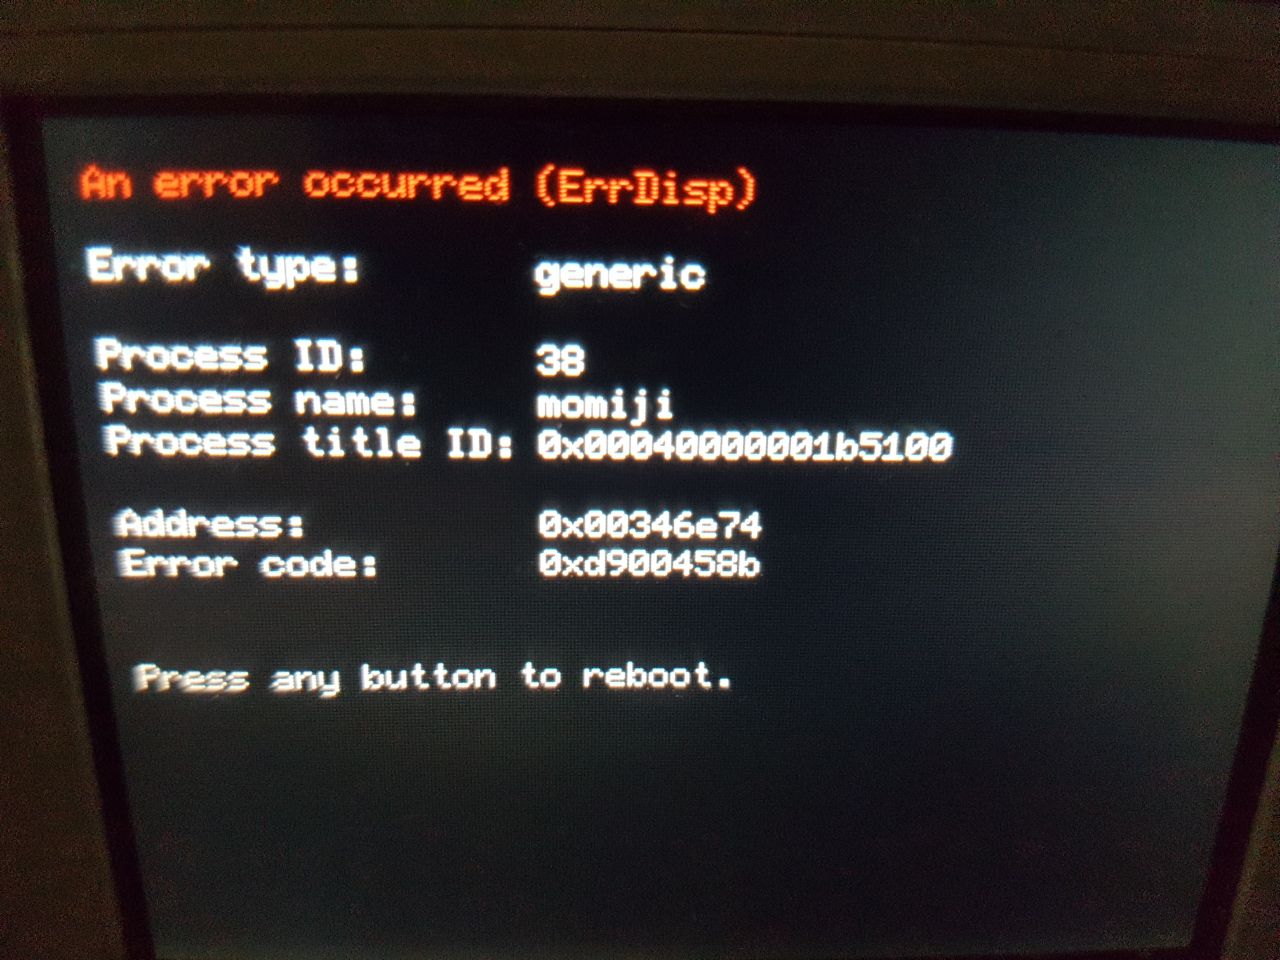 An error occurred (ErrDisp)
Error type: generic
Process ID: 38
Process name: momiji
Process title ID: 0x00040000001b5100
Address: 0x00346e74
Error code: 0xd900458b
Press any button to reboot.